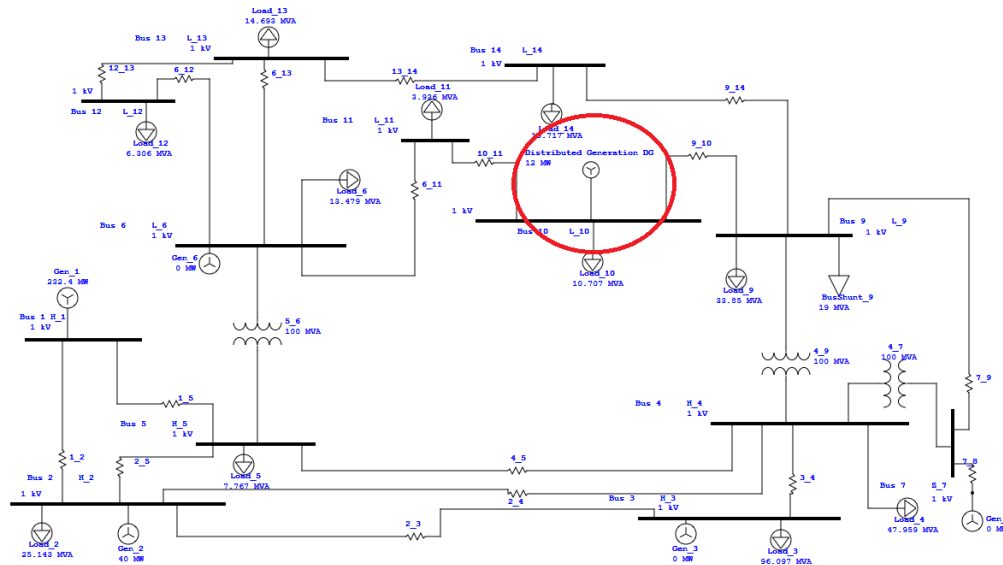 Load_13
14.693 MVA
Bus 13 L_13
1 kV
12_13
6_12
6_13
13_14
Bus 14 L_14
1 kV
9_14
1 kV
Bus 12 L_12
Load_12
6.306 MVA
Load_11
3.936 MVA
Bus 11 L_11
1 kV
10_11
6_11
Load_14
Distributed Generation DG
12 MW
9_10
Load_6
13.479 MVA
1 kV
Bus 10 L_10
Load_10
10.707 MVA
Bus 6 L_6
1 kV
Gen_6
0 MW
Bus 9 L_9
1 kV
Load_9
33.85 MVA
BusShunt_9
19 MVA
Gen_1
232.4 MW
Bus 1 H_1
1 kV
5_6
100 MVA
4_9
100 MVA
4_7
100 MVA
7_9
1_5
Bus 5 H_5
1 kV
Bus 4 H_4
1 kV
1_2
2_5
Load_5
7.767 MVA
4_5
3_4
7_8
Bus 2 H_2
1 kV
2_4
Bus 3 H_3
1 kV
Bus 7 Z_7
1 kV
Load_2
25.143 MVA
Gen_2
40 MW
2_3
Gen_3
0 MW
Load_3
96.097 MVA
Load_4
47.959 MVA
Gen_
0 M